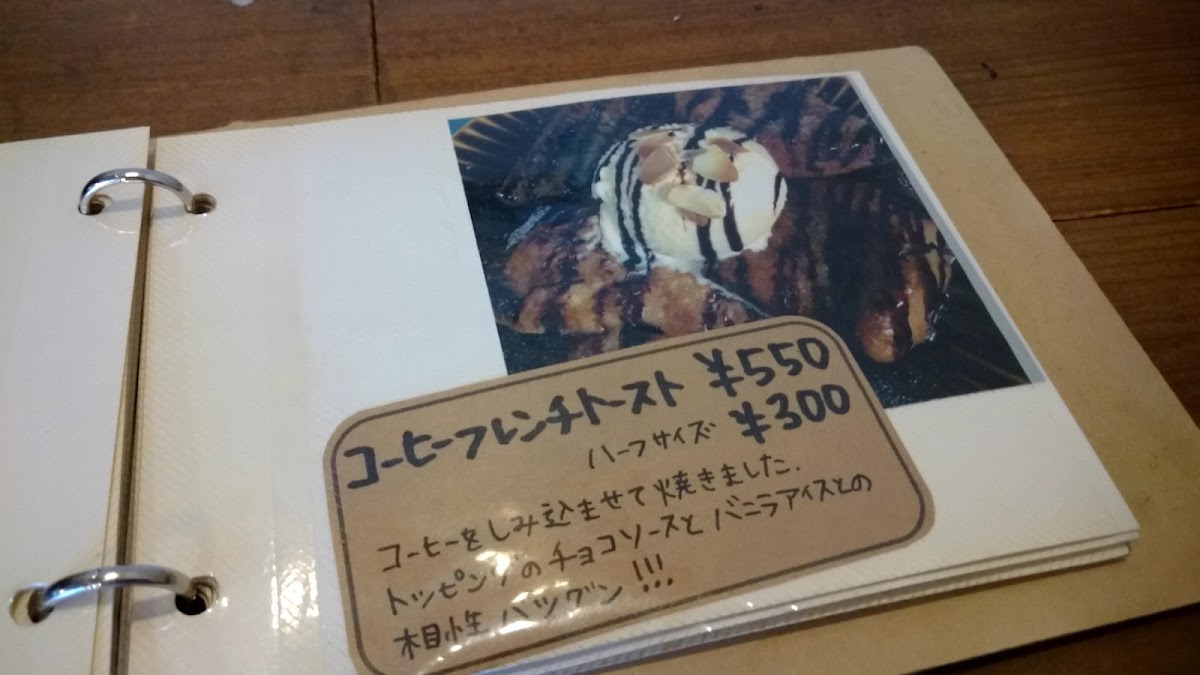 コーヒーフレンチトースト ¥550
ハーフサイズ ¥300
コーヒーをしみ込ませて焼きました.
トッピングのチョコソースとバニラアイスとの
相性バツグン!!!